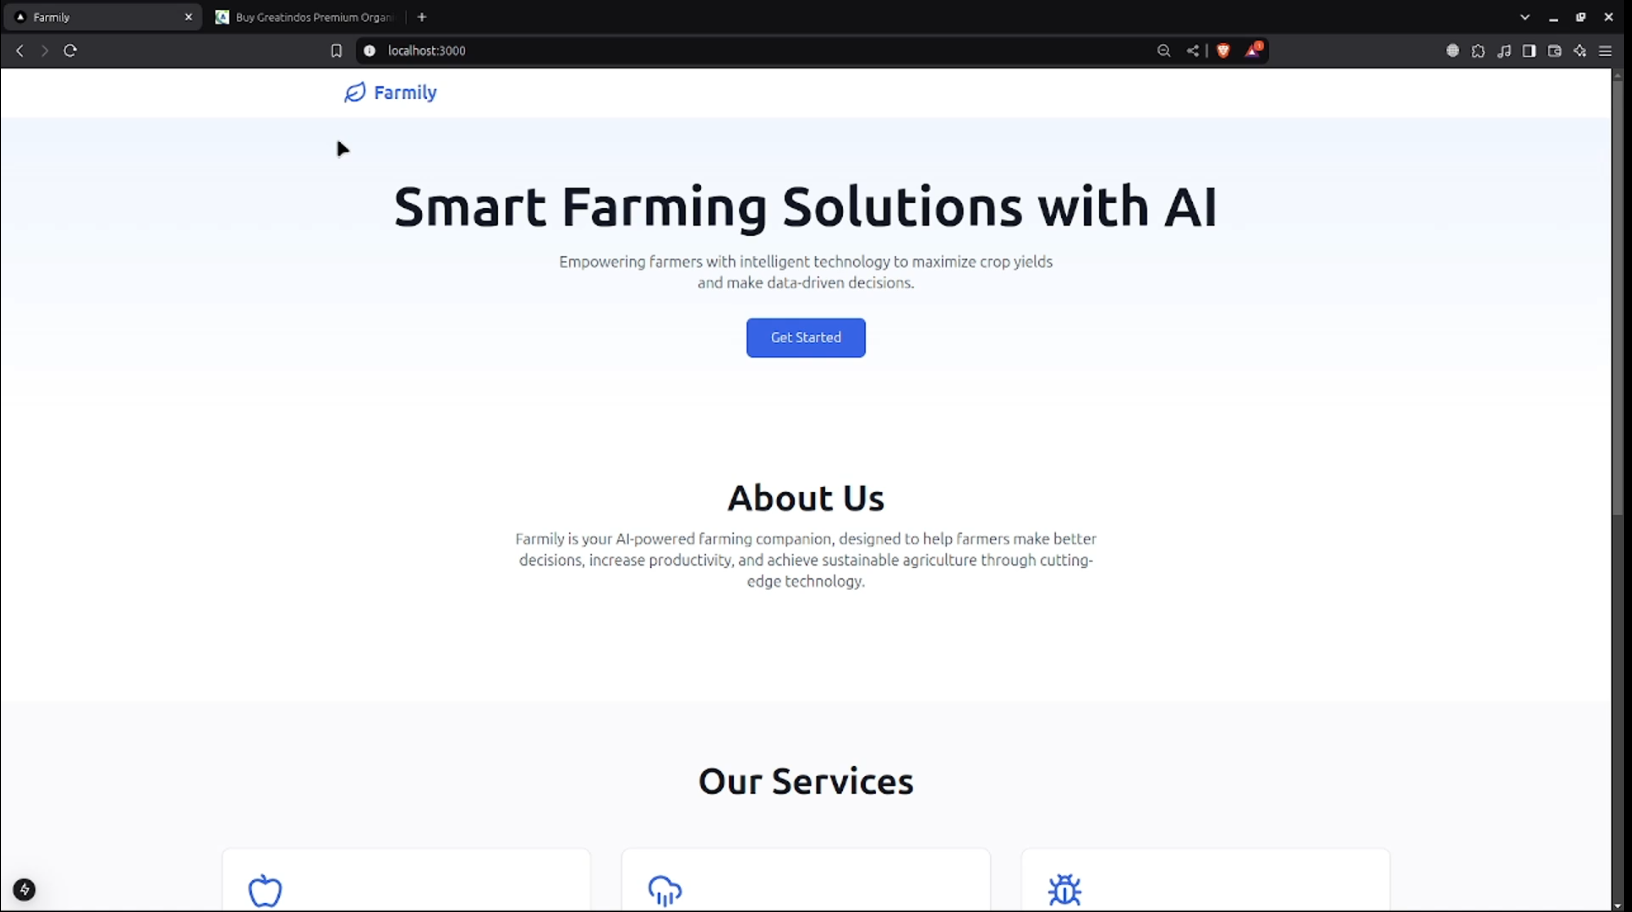 Farmily
Buy Greatindos Premium Organ
localhost:3000
Farmily
Smart Farming Solutions with AI
Empowering farmers with intelligent technology to maximize crop yields
and make data-driven decisions.
Get Started
About Us
Farmily is your AI-powered farming companion, designed to help farmers make better
decisions, increase productivity, and achieve sustainable agriculture through cutting-
edge technology.
Our Services